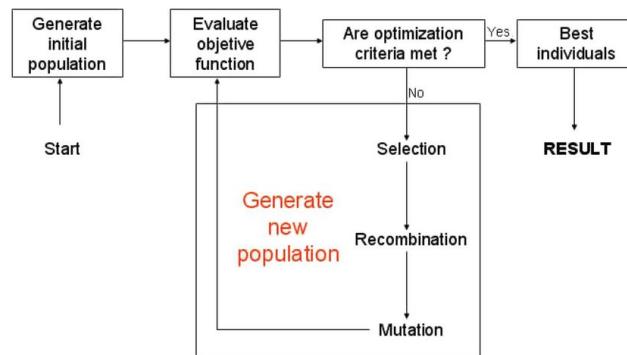 Generate
initial
population
Evaluate
objetive
function
Are optimization
criteria met ?
Yes
Best
individuals
No
Start
Selection
RESULT
Generate
new
population
Recombination
Mutation